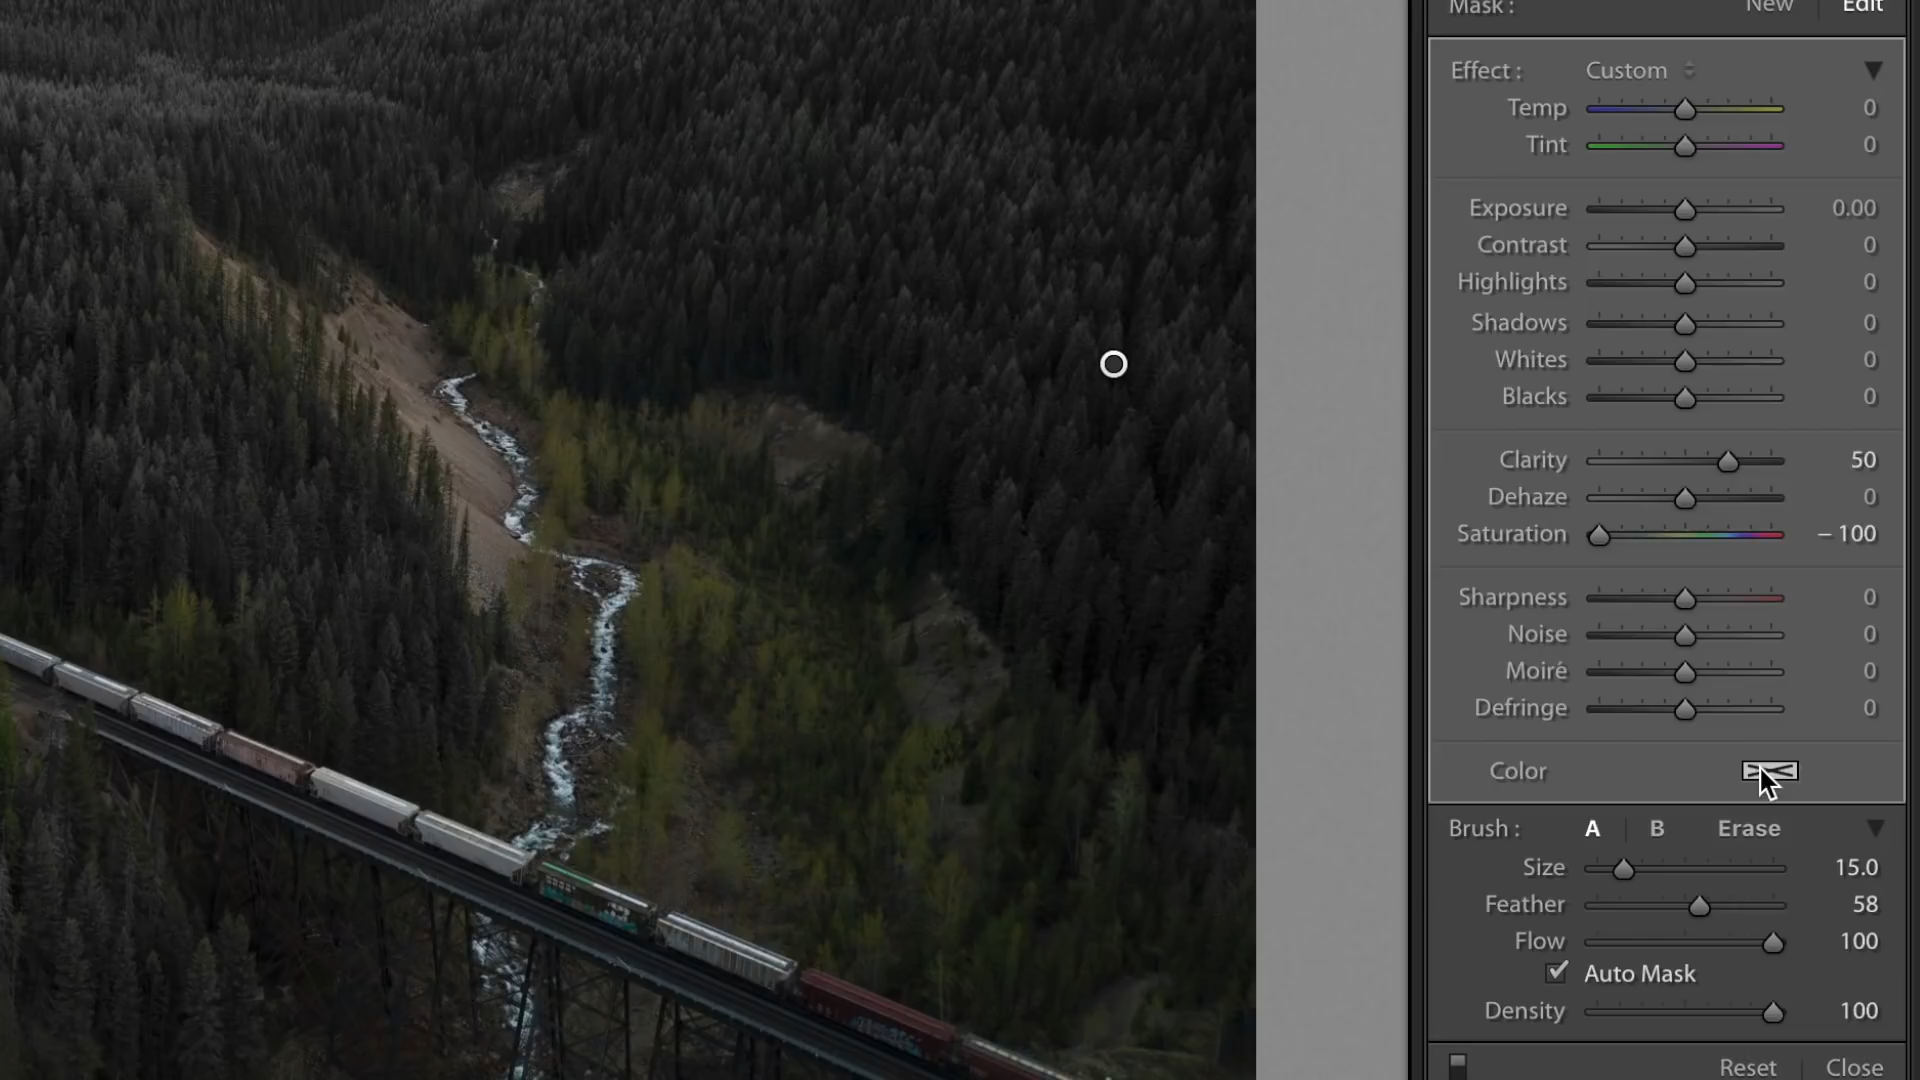 Mask : New Edit
Effect : Custom
Temp 0
Tint 0
Exposure 0.00
Contrast 0
Highlights 0
Shadows 0
Whites 0
Blacks 0
Clarity 50
Dehaze 0
Saturation – 100
Sharpness 0
Noise 0
Moiré 0
Defringe 0
Color
Brush : A B Erase
Size 15.0
Feather 58
Flow 100
Auto Mask
Density 100
Reset Close